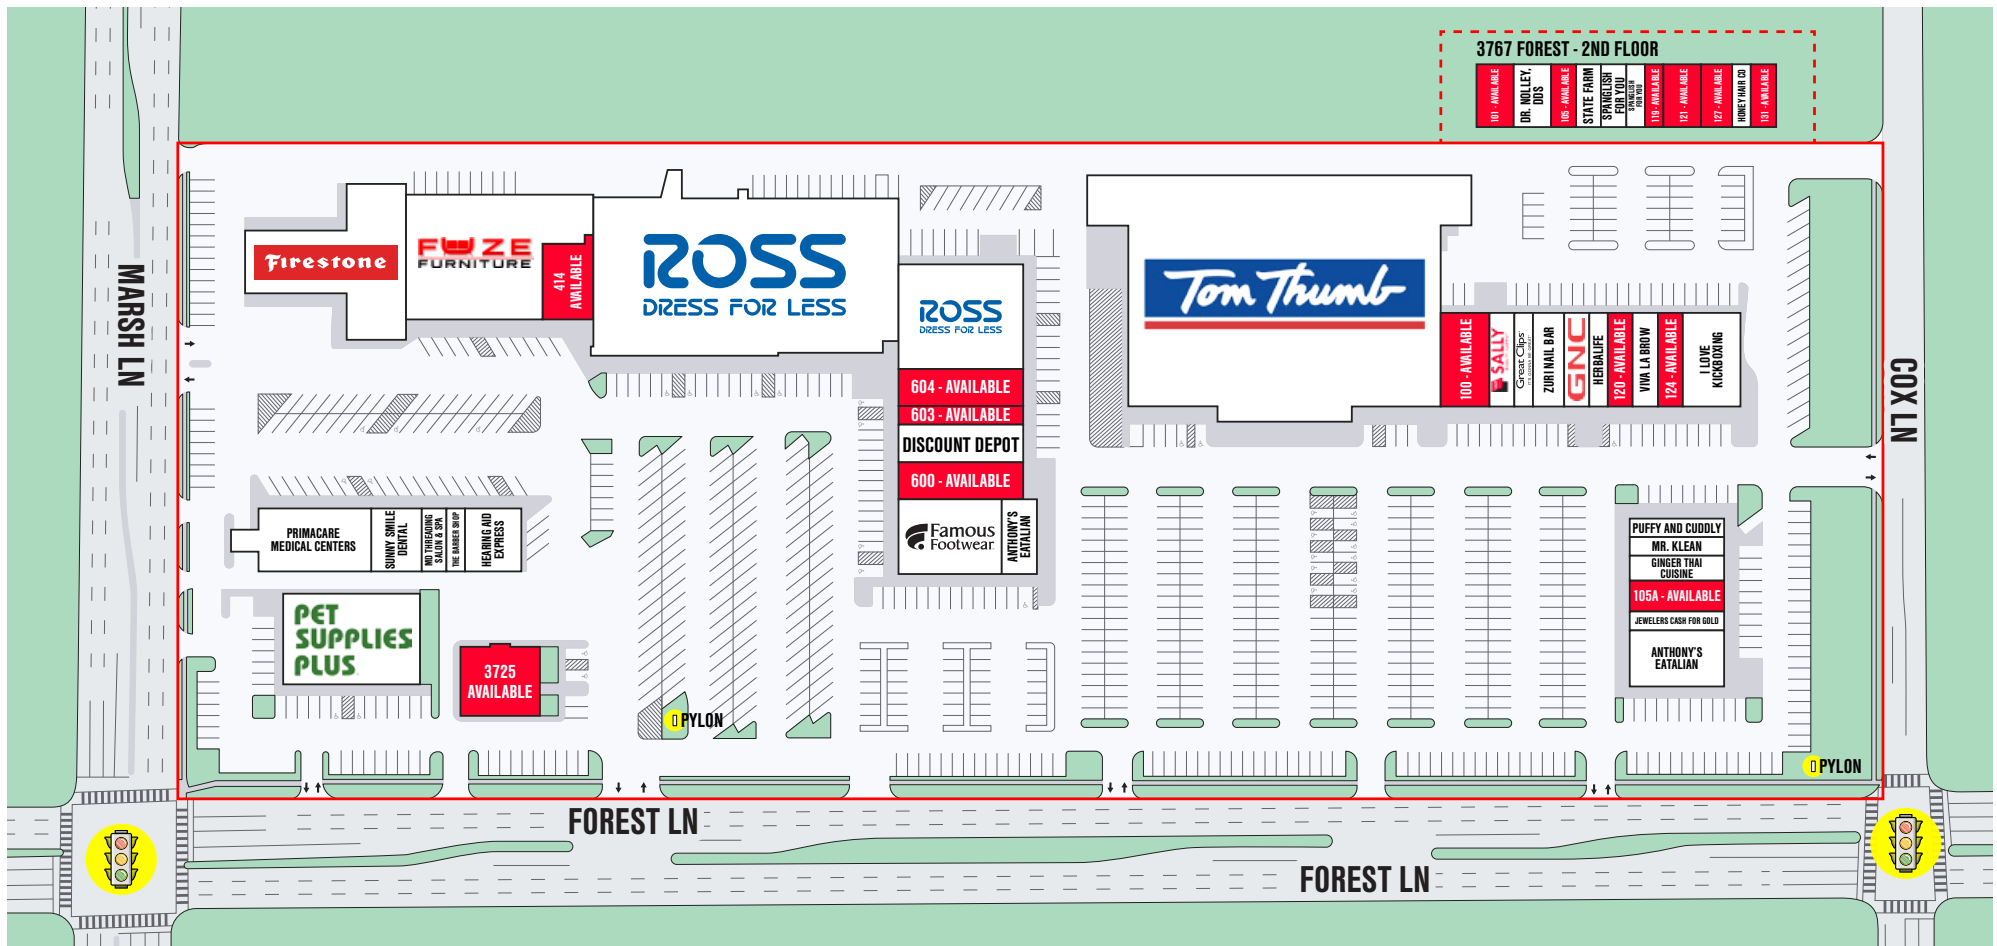 3767 FOREST - 2ND FLOOR
101 - AVAILABLE
DR. NOLLEY,
DDS
105 - AVAILABLE
STATE FARM
SPANGLISH
FOR YOU
SPANGLISH
FOR YOU
119 - AVAILABLE
121 - AVAILABLE
127 - AVAILABLE
HONEY HAIR CO
131 - AVAILABLE
MARSH LN
Firestone
FUZE
FURNITURE
414
AVAILABLE
ROSS
DRESS FOR LESS
ROSS
DRESS FOR LESS
604 - AVAILABLE
603 - AVAILABLE
DISCOUNT DEPOT
600 - AVAILABLE
Famous
Footwear
ANTHONY'S
EATALIAN
Tom Thumb
100 - AVAILABLE
SALLY
Great Clips
ZURI NAIL BAR
GNC
HERBALIFE
120 - AVAILABLE
VIVA LA BROW
124 - AVAILABLE
I LOVE
KICKBOXING
COX LN
PRIMACARE
MEDICAL CENTERS
SUNNY SMILE
DENTAL
MD THREADING
SALON & SPA
THE BARBER SHOP
HEARING AID
EXPRESS
PET
SUPPLIES
PLUS
3725
AVAILABLE
PYLON
PUFFY AND CUDDLY
MR. KLEAN
GINGER THAI
CUISINE
105A - AVAILABLE
JEWELERS CASH FOR GOLD
ANTHONY'S
EATALIAN
PYLON
FOREST LN
FOREST LN